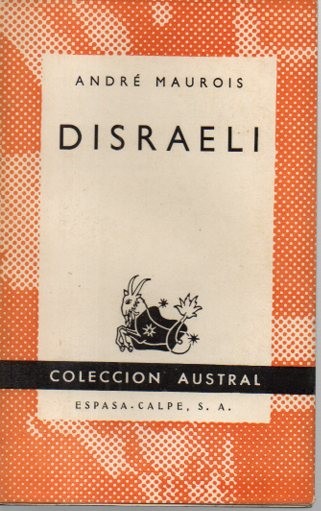 ANDRÉ MAUROIS
DISRAELI
COLECCION AUSTRAL
ESPASA-CALPE, S. A.